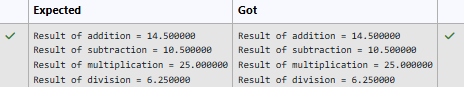 Expected Got
Result of addition = 14.500000 Result of addition = 14.500000
Result of subtraction = 10.500000 Result of subtraction = 10.500000
Result of multiplication = 25.000000 Result of multiplication = 25.000000
Result of division = 6.250000 Result of division = 6.250000